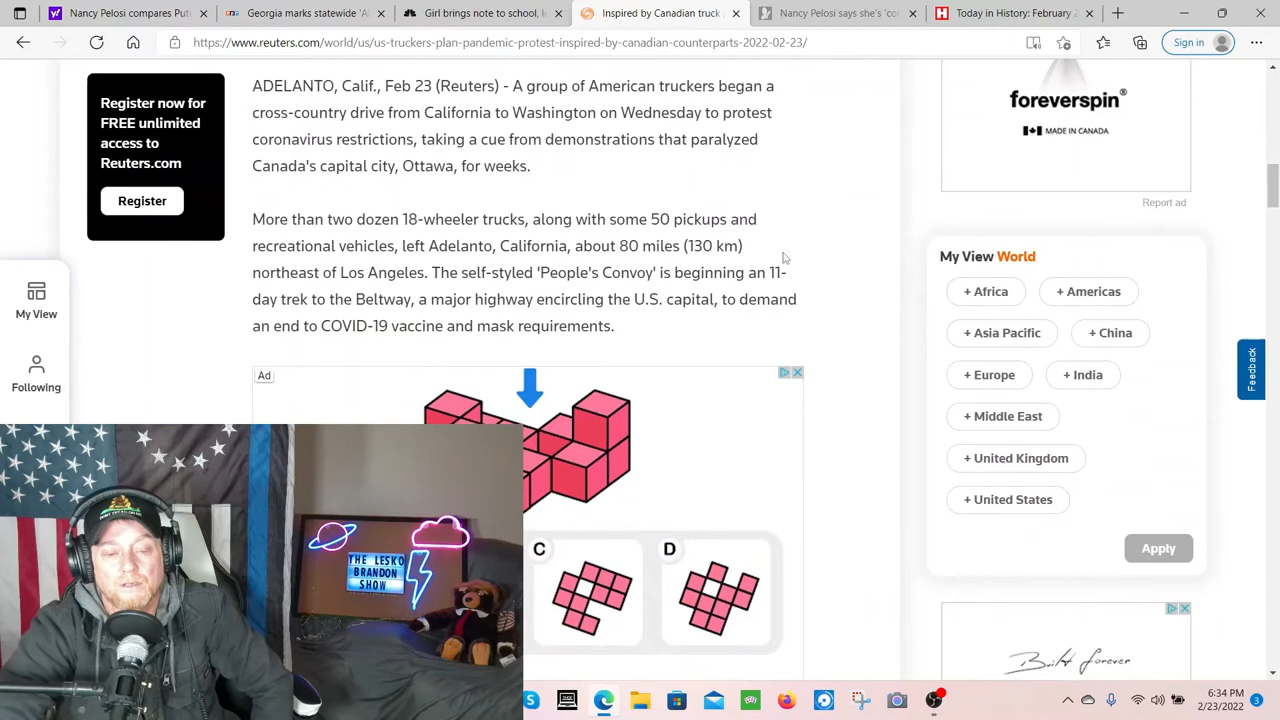 Nancy Pelosi compares Put
Georgia marks statewide 'A
Girl brings meth to school, k
Inspired by Canadian truck
Nancy Pelosi says she's 'co
Today in History: February 2
https://www.reuters.com/world/us/us-truckers-plan-pandemic-protest-inspired-by-canadian-counterparts-2022-02-23/
Sign in
Register now for
FREE unlimited
access to
Reuters.com
Register
ADELANTO, Calif., Feb 23 (Reuters) - A group of American truckers began a
cross-country drive from California to Washington on Wednesday to protest
coronavirus restrictions, taking a cue from demonstrations that paralyzed
Canada's capital city, Ottawa, for weeks.
More than two dozen 18-wheeler trucks, along with some 50 pickups and
recreational vehicles, left Adelanto, California, about 80 miles (130 km)
northeast of Los Angeles. The self-styled 'People's Convoy' is beginning an 11-
day trek to the Beltway, a major highway encircling the U.S. capital, to demand
an end to COVID-19 vaccine and mask requirements.
My View
Following
Ad
C
D
foreverspin®
MADE IN CANADA
Report ad
My View World
+ Africa
+ Americas
+ Asia Pacific
+ China
+ Europe
+ India
+ Middle East
+ United Kingdom
+ United States
Apply
Feedback
Built forever
THE LESKO
BRANDON
SHOW
6:34 PM
2/23/2022
3